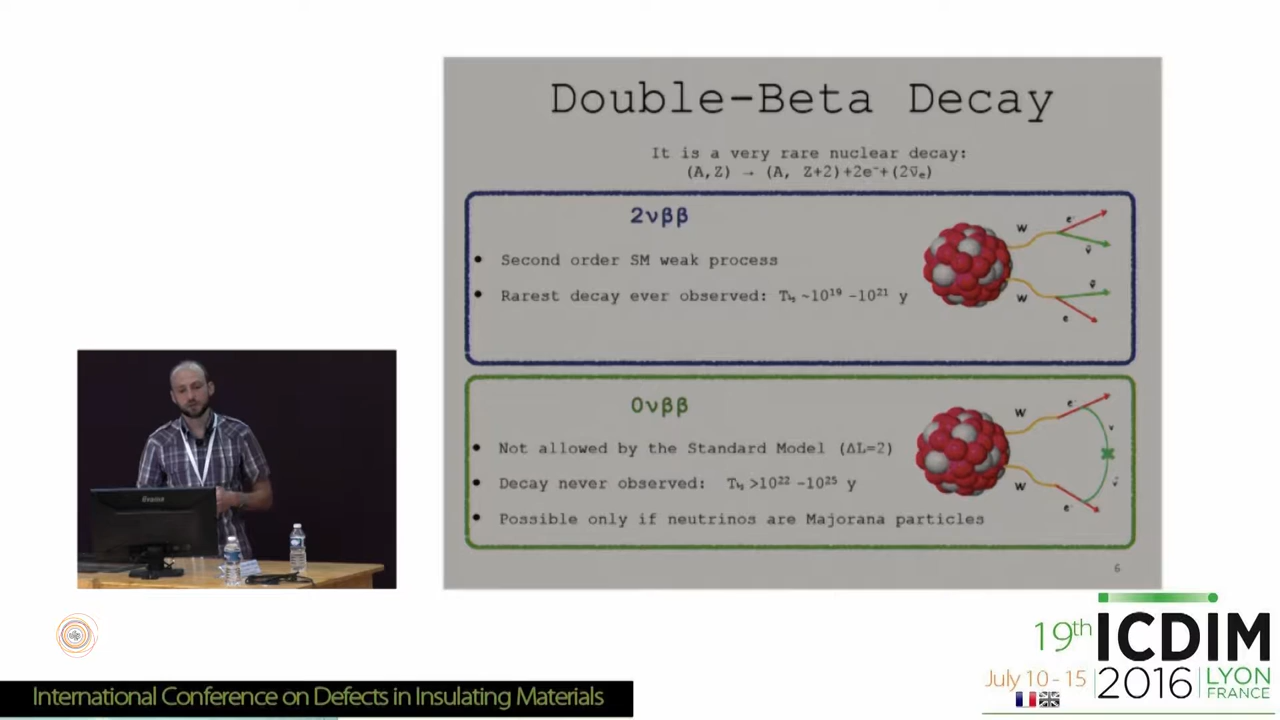 Double-Beta Decay
It is a very rare nuclear decay:
(A,Z) → (A, Z+2)+2e⁻+(2ν̄ₑ)
2νββ
• Second order SM weak process
• Rarest decay ever observed: T½ ~10¹⁹ -10²¹ y
W
e⁻
ν̄
ν̄
W
e⁻
0νββ
• Not allowed by the Standard Model (ΔL=2)
• Decay never observed: T½ >10²² -10²⁵ y
• Possible only if neutrinos are Majorana particles
W
e⁻
ν
ν̄
W
e⁻
6
19th ICDIM
July 10 - 15 2016 LYON
FRANCE
International Conference on Defects in Insulating Materials